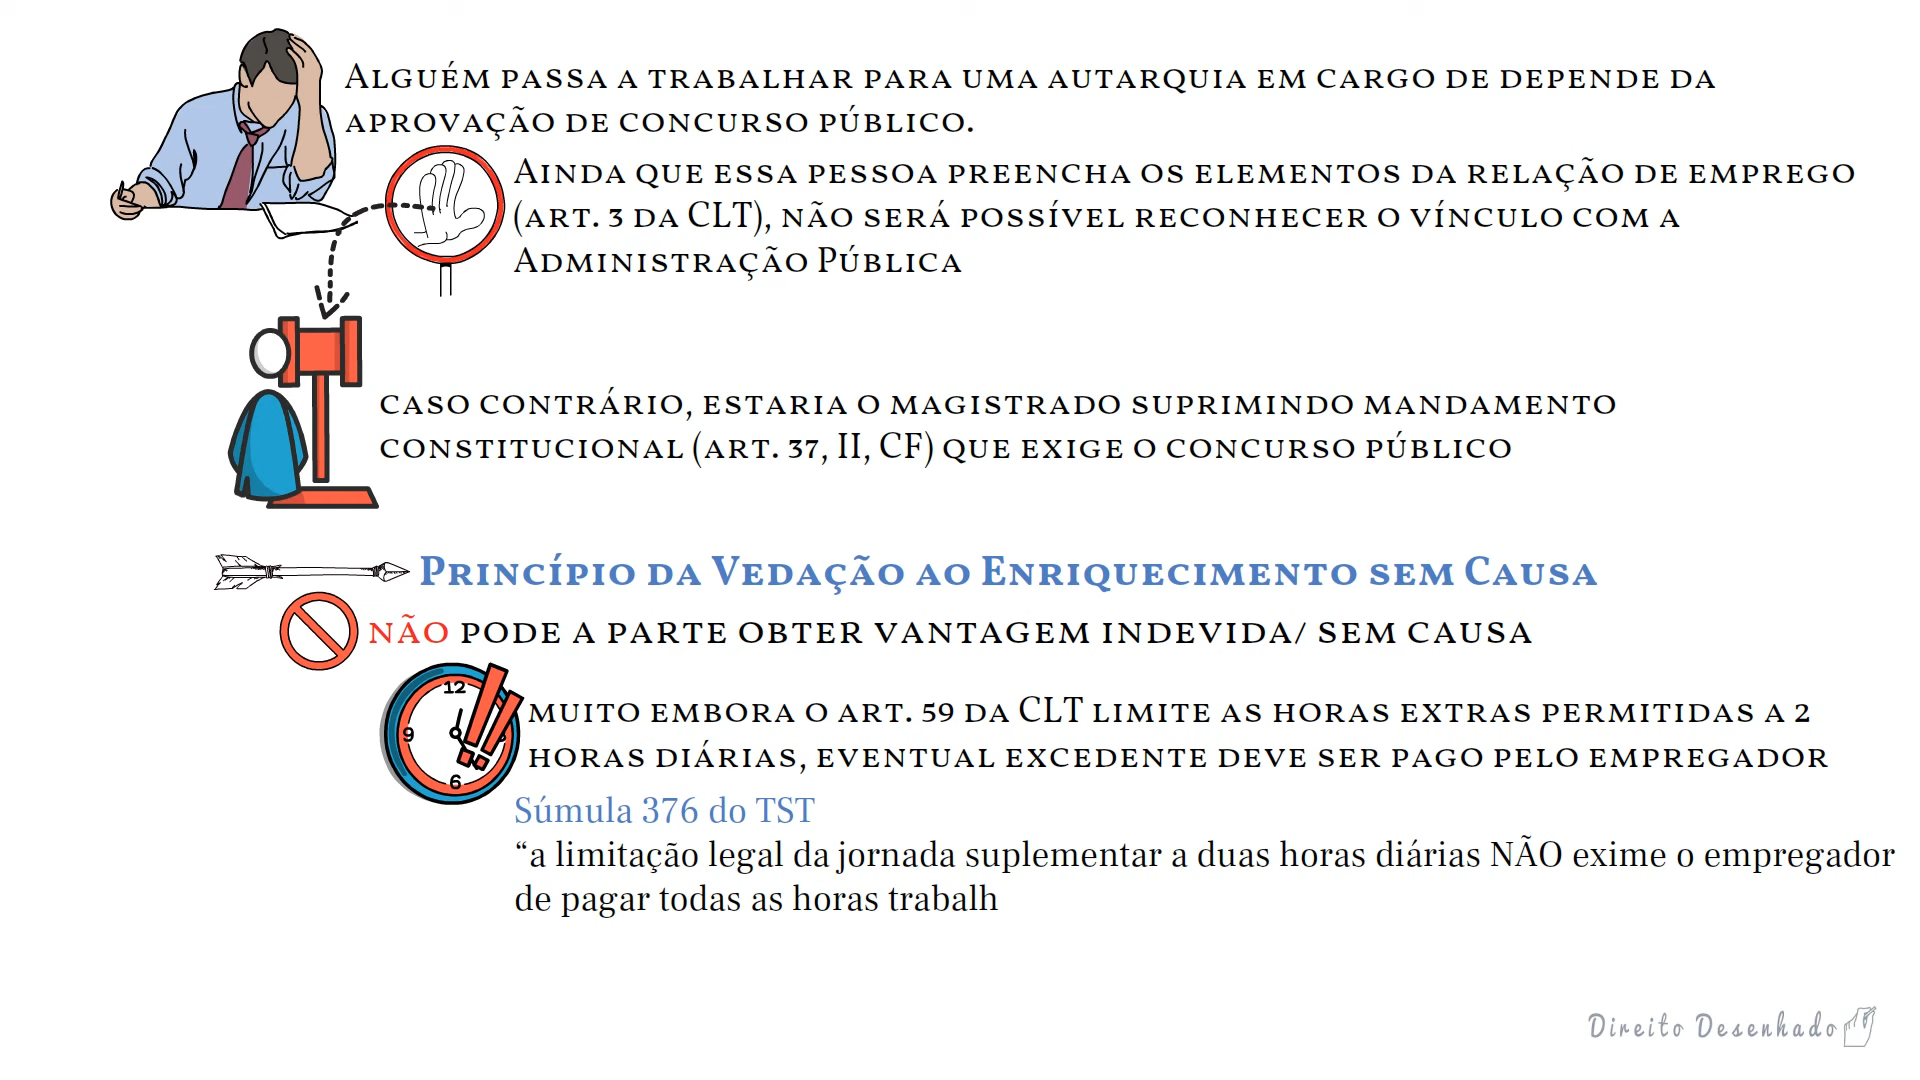 Alguém passa a trabalhar para uma autarquia em cargo de depende da
aprovação de concurso público.
Ainda que essa pessoa preencha os elementos da relação de emprego
(art. 3 da CLT), não será possível reconhecer o vínculo com a
Administração Pública
caso contrário, estaria o magistrado suprimindo mandamento
constitucional (art. 37, II, CF) que exige o concurso público
Princípio da Vedação ao Enriquecimento sem Causa
não pode a parte obter vantagem indevida/ sem causa
12
9
6
muito embora o art. 59 da CLT limite as horas extras permitidas a 2
horas diárias, eventual excedente deve ser pago pelo empregador
Súmula 376 do TST
“a limitação legal da jornada suplementar a duas horas diárias NÃO exime o empregador
de pagar todas as horas trabalh
Direito Desenhado